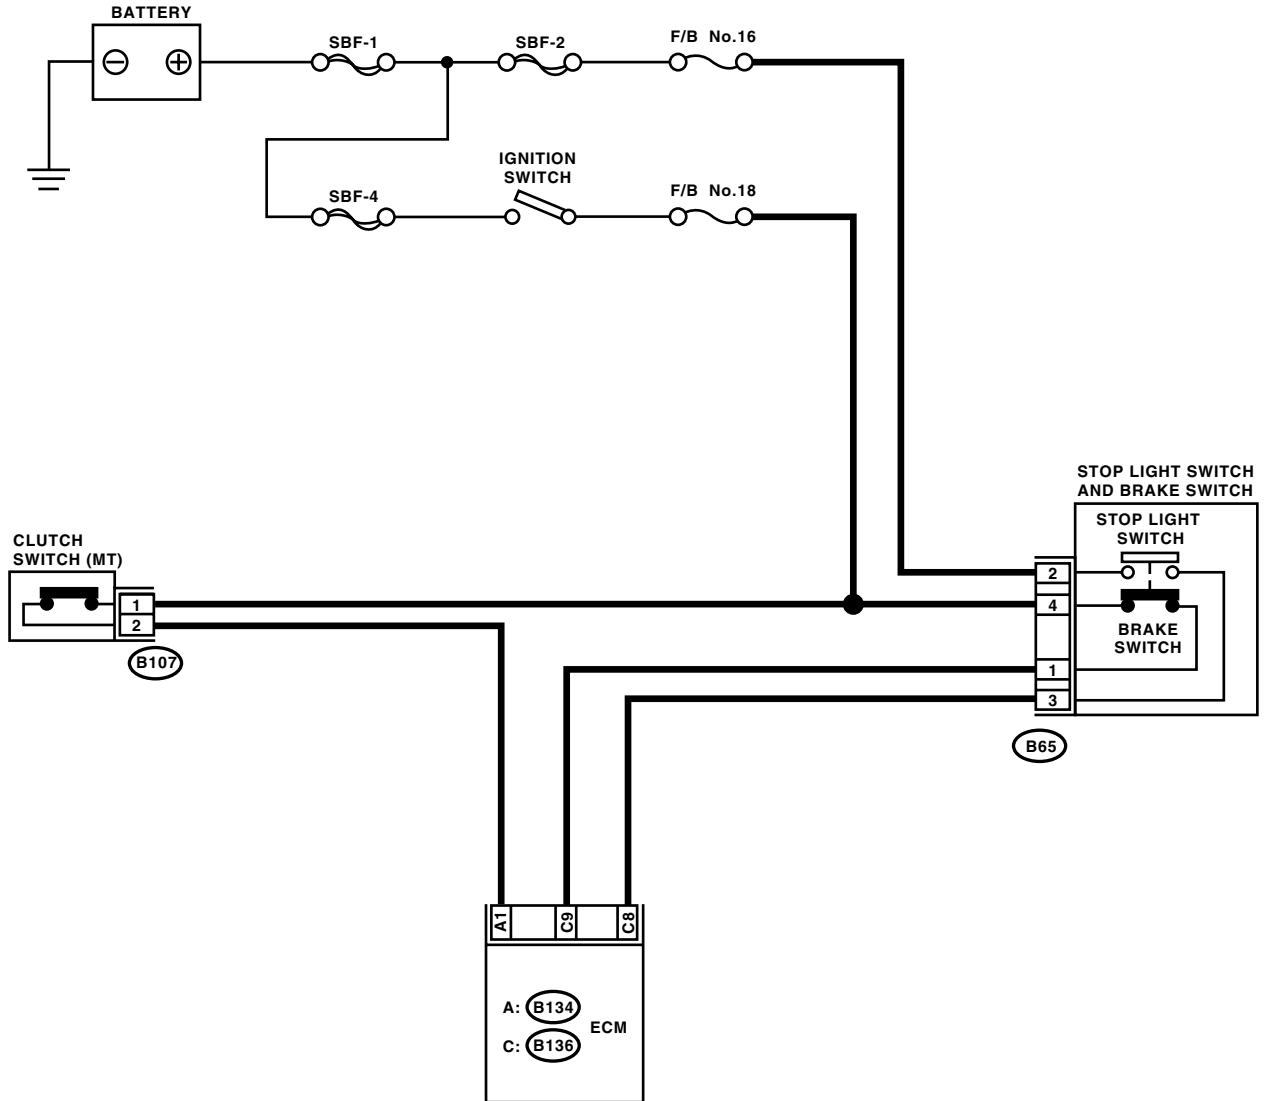 BATTERY
SBF-1
SBF-2
F/B No.16
SBF-4
IGNITION
SWITCH
F/B No.18
STOP LIGHT SWITCH
AND BRAKE SWITCH
STOP LIGHT
SWITCH
2
4
BRAKE
SWITCH
1
3
B65
CLUTCH
SWITCH (MT)
1
2
B107
A1
C9
C8
A: B134
ECM
C: B136